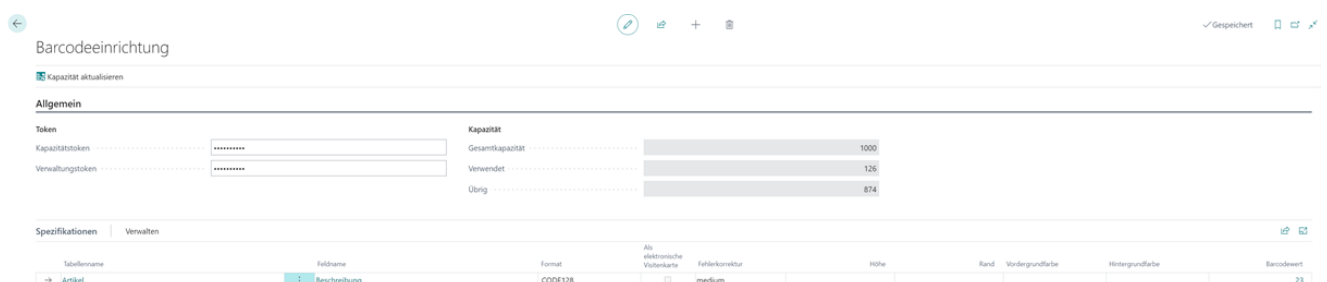 Gespeichert
Barcodeeinrichtung
Kapazität aktualisieren
Allgemein
Token
Kapazitätstoken ••••••••••
Verwaltungstoken ••••••••••
Kapazität
Gesamtkapazität 1000
Verwendet 126
Übrig 874
Spezifikationen Verwalten
Tabellenname Feldname Format Als elektronische Visitenkarte Fehlerkorrektur Höhe Rand Vordergrundfarbe Hintergrundfarbe Barcodewert
Artikel Beschreibung CODE128 medium 23